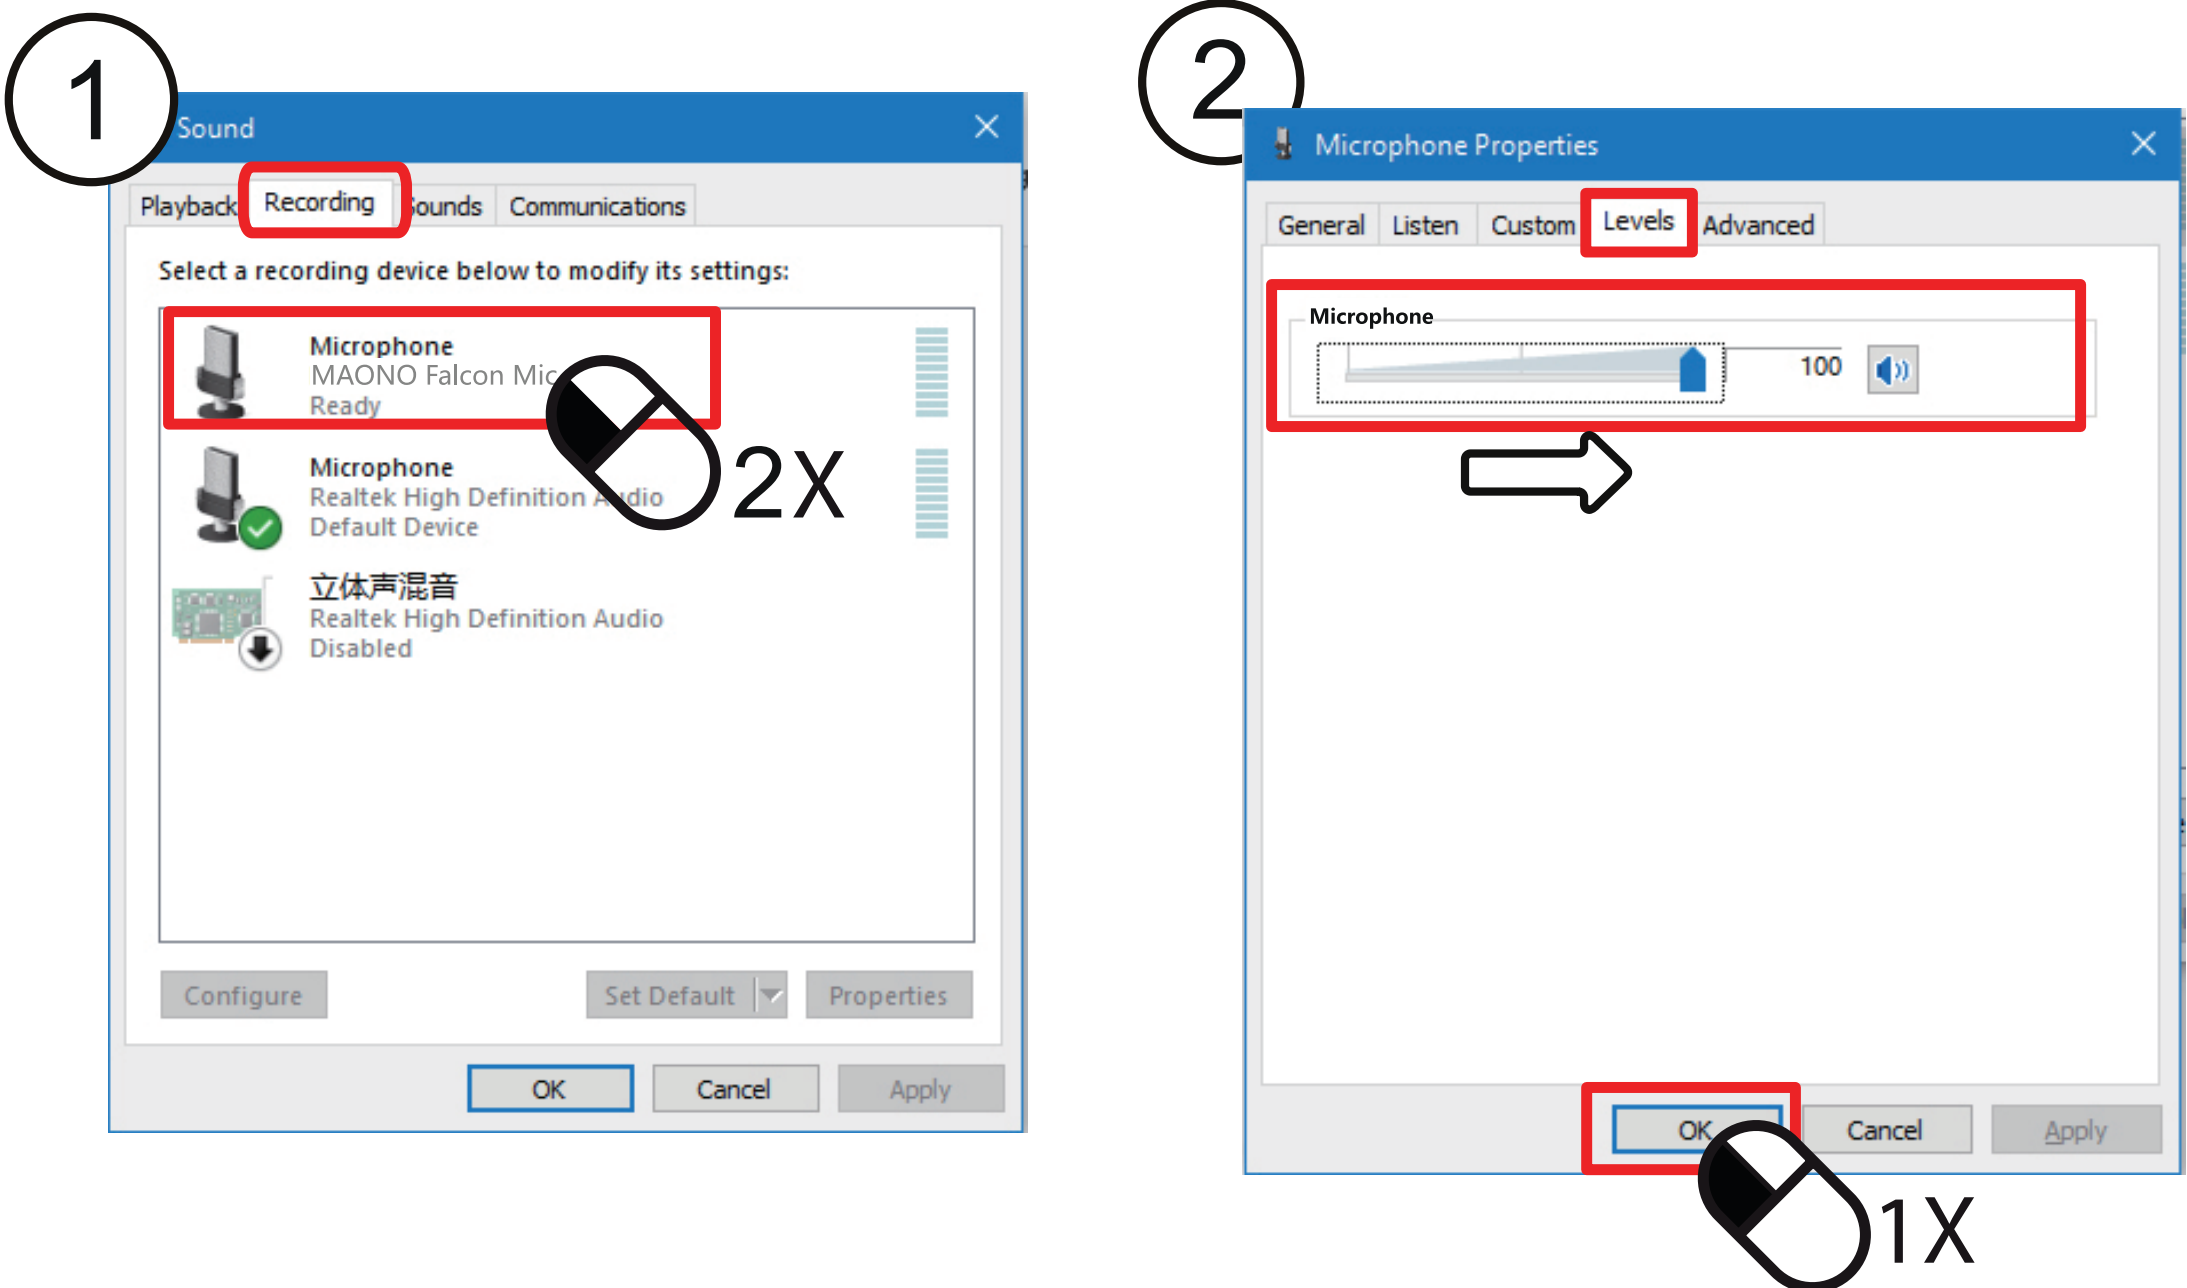 1
Sound
Playback Recording Sounds Communications
Select a recording device below to modify its settings:
Microphone
MAONO Falcon Mic
Ready
Microphone
Realtek High Definition Audio
Default Device
立体声混音
Realtek High Definition Audio
Disabled
2X
Configure Set Default Properties
OK Cancel Apply
2
Microphone Properties
General Listen Custom Levels Advanced
Microphone
100
OK Cancel Apply
1X